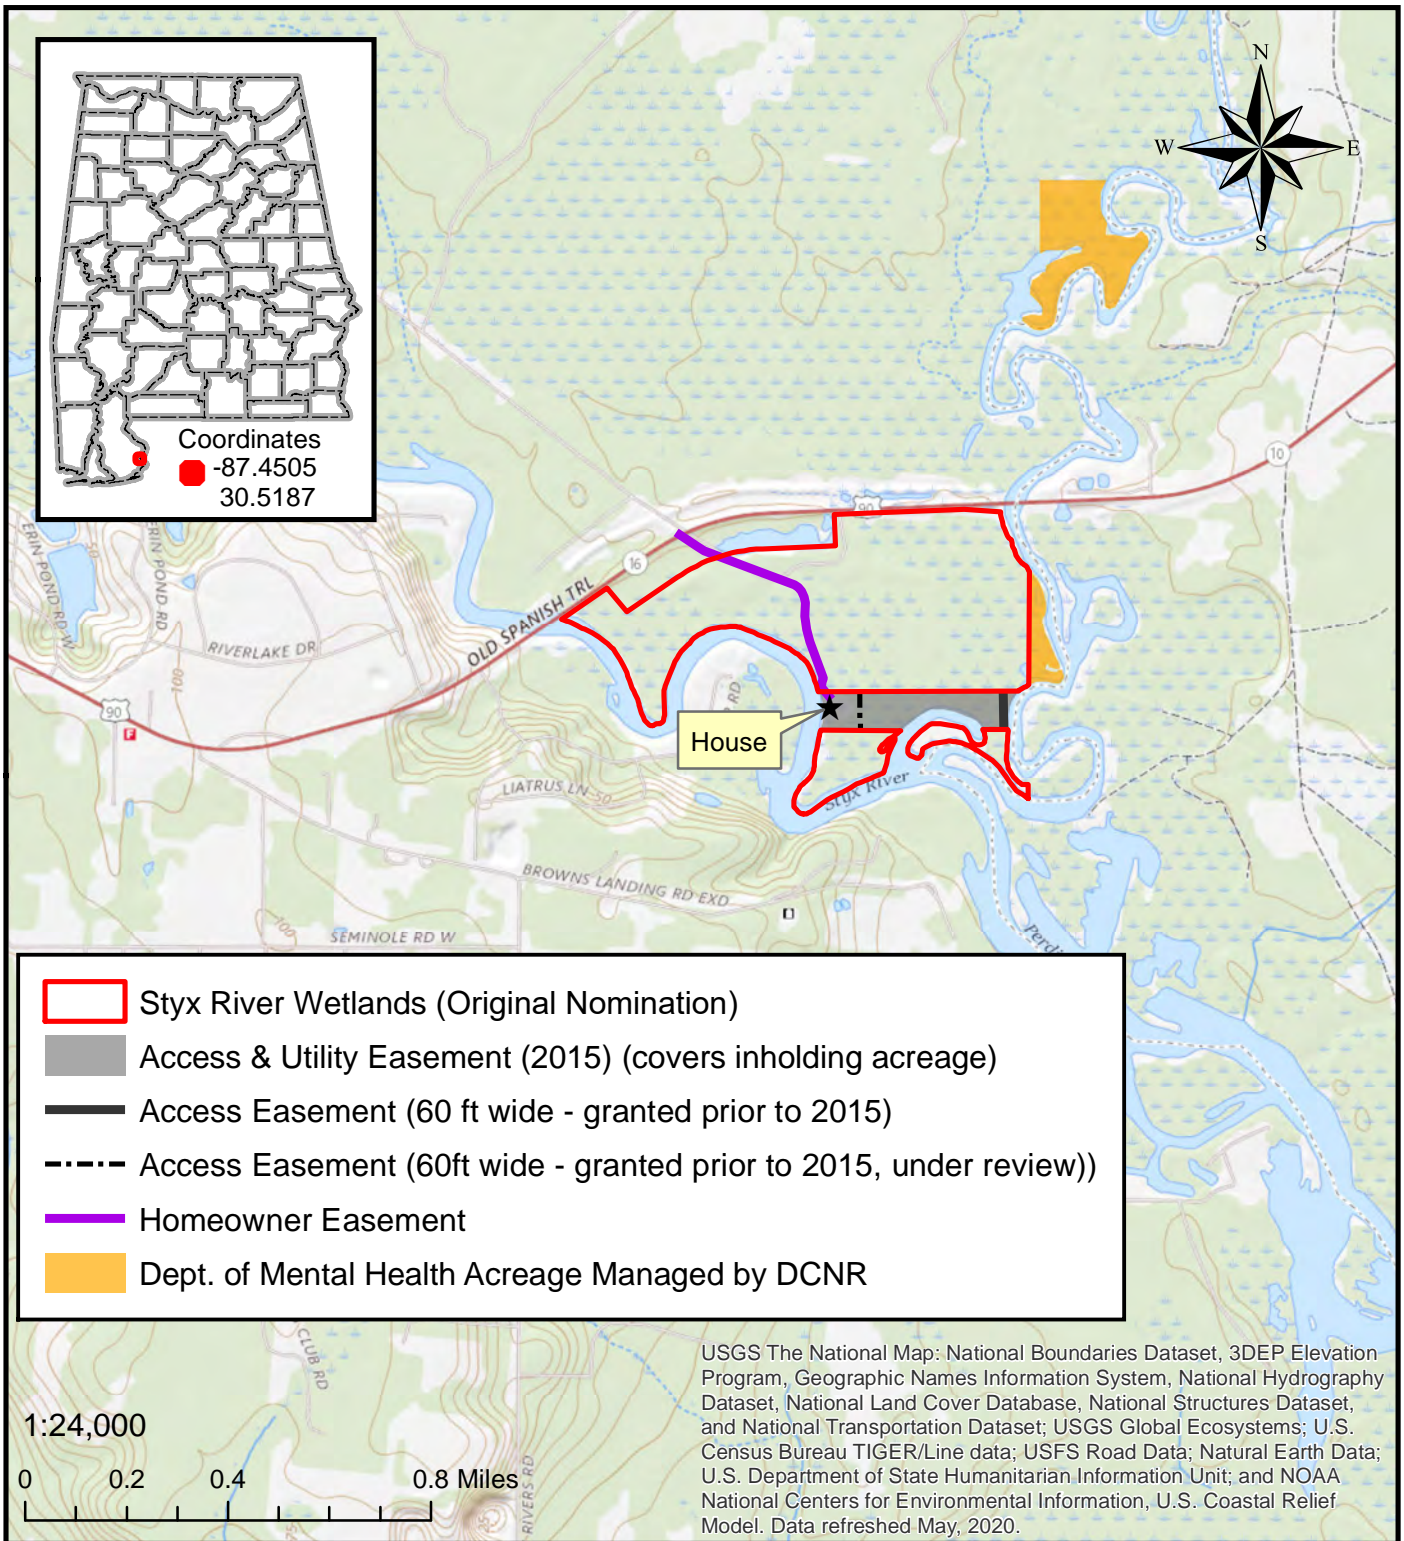 N
W
E
S
Coordinates
-87.4505
30.5187
10
90
16
OLD SPANISH TRL
ERIN POND RD W
ERIN POND RD
50
RIVERLAKE DR
100
90
F
RD
House
Styx River
LIATRUS LN
50
BROWNS LANDING RD EXD
100
SEMINOLE RD W
Styx River Wetlands (Original Nomination)
Access & Utility Easement (2015) (covers inholding acreage)
Access Easement (60 ft wide - granted prior to 2015)
Access Easement (60ft wide - granted prior to 2015, under review))
Homeowner Easement
Dept. of Mental Health Acreage Managed by DCNR
CLUB RD
RIVERS RD
25
1:24,000
0 0.2 0.4 0.8 Miles
USGS The National Map: National Boundaries Dataset, 3DEP Elevation
Program, Geographic Names Information System, National Hydrography
Dataset, National Land Cover Database, National Structures Dataset,
and National Transportation Dataset; USGS Global Ecosystems; U.S.
Census Bureau TIGER/Line data; USFS Road Data; Natural Earth Data;
U.S. Department of State Humanitarian Information Unit; and NOAA
National Centers for Environmental Information, U.S. Coastal Relief
Model. Data refreshed May, 2020.